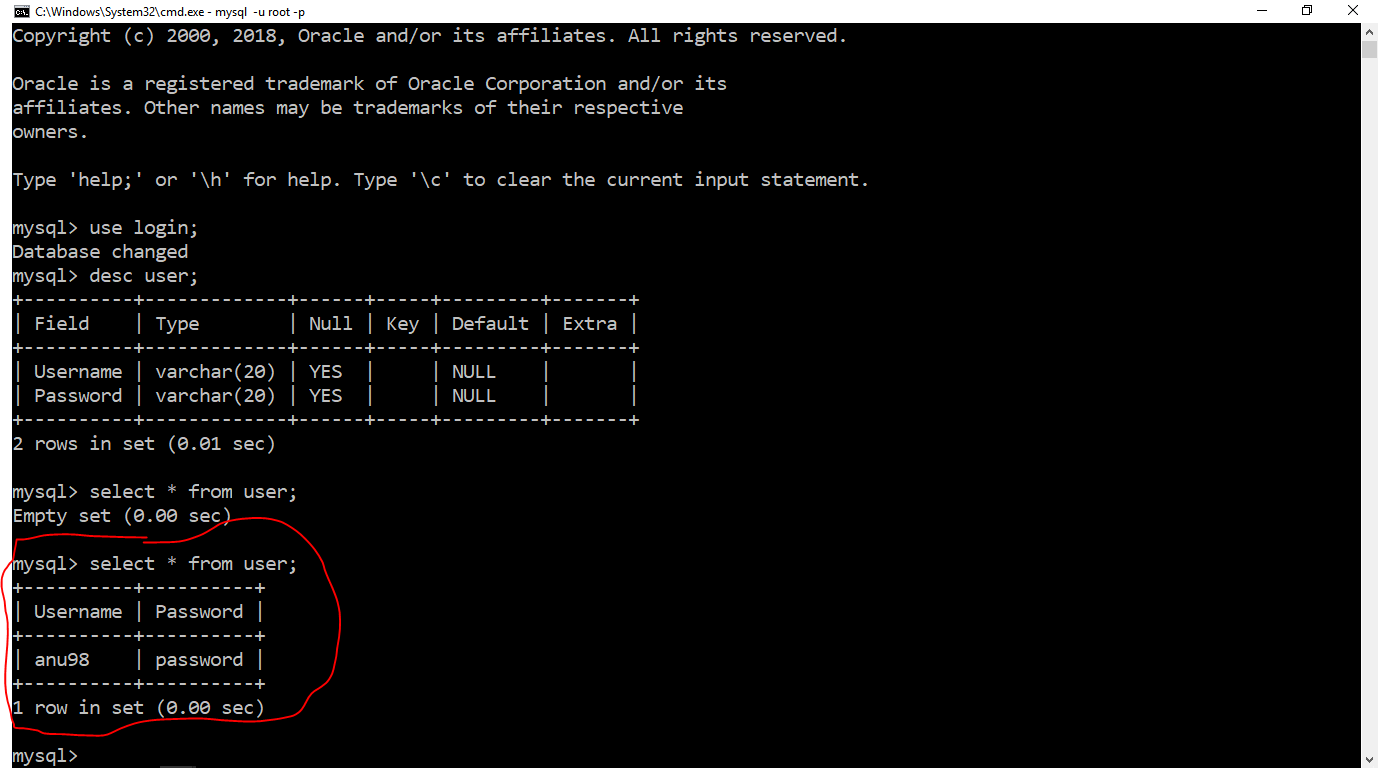 C:\Windows\System32\cmd.exe - mysql  -u root -p
Copyright (c) 2000, 2018, Oracle and/or its affiliates. All rights reserved.
Oracle is a registered trademark of Oracle Corporation and/or its
affiliates. Other names may be trademarks of their respective
owners.
Type 'help;' or '\h' for help. Type '\c' to clear the current input statement.
mysql> use login;
Database changed
mysql> desc user;
+----------+-------------+------+-----+---------+-------+
| Field    | Type        | Null | Key | Default | Extra |
+----------+-------------+------+-----+---------+-------+
| Username | varchar(20) | YES  |     | NULL    |       |
| Password | varchar(20) | YES  |     | NULL    |       |
+----------+-------------+------+-----+---------+-------+
2 rows in set (0.01 sec)
mysql> select * from user;
Empty set (0.00 sec)
mysql> select * from user;
+----------+----------+
| Username | Password |
+----------+----------+
| anu98    | password |
+----------+----------+
1 row in set (0.00 sec)
mysql>